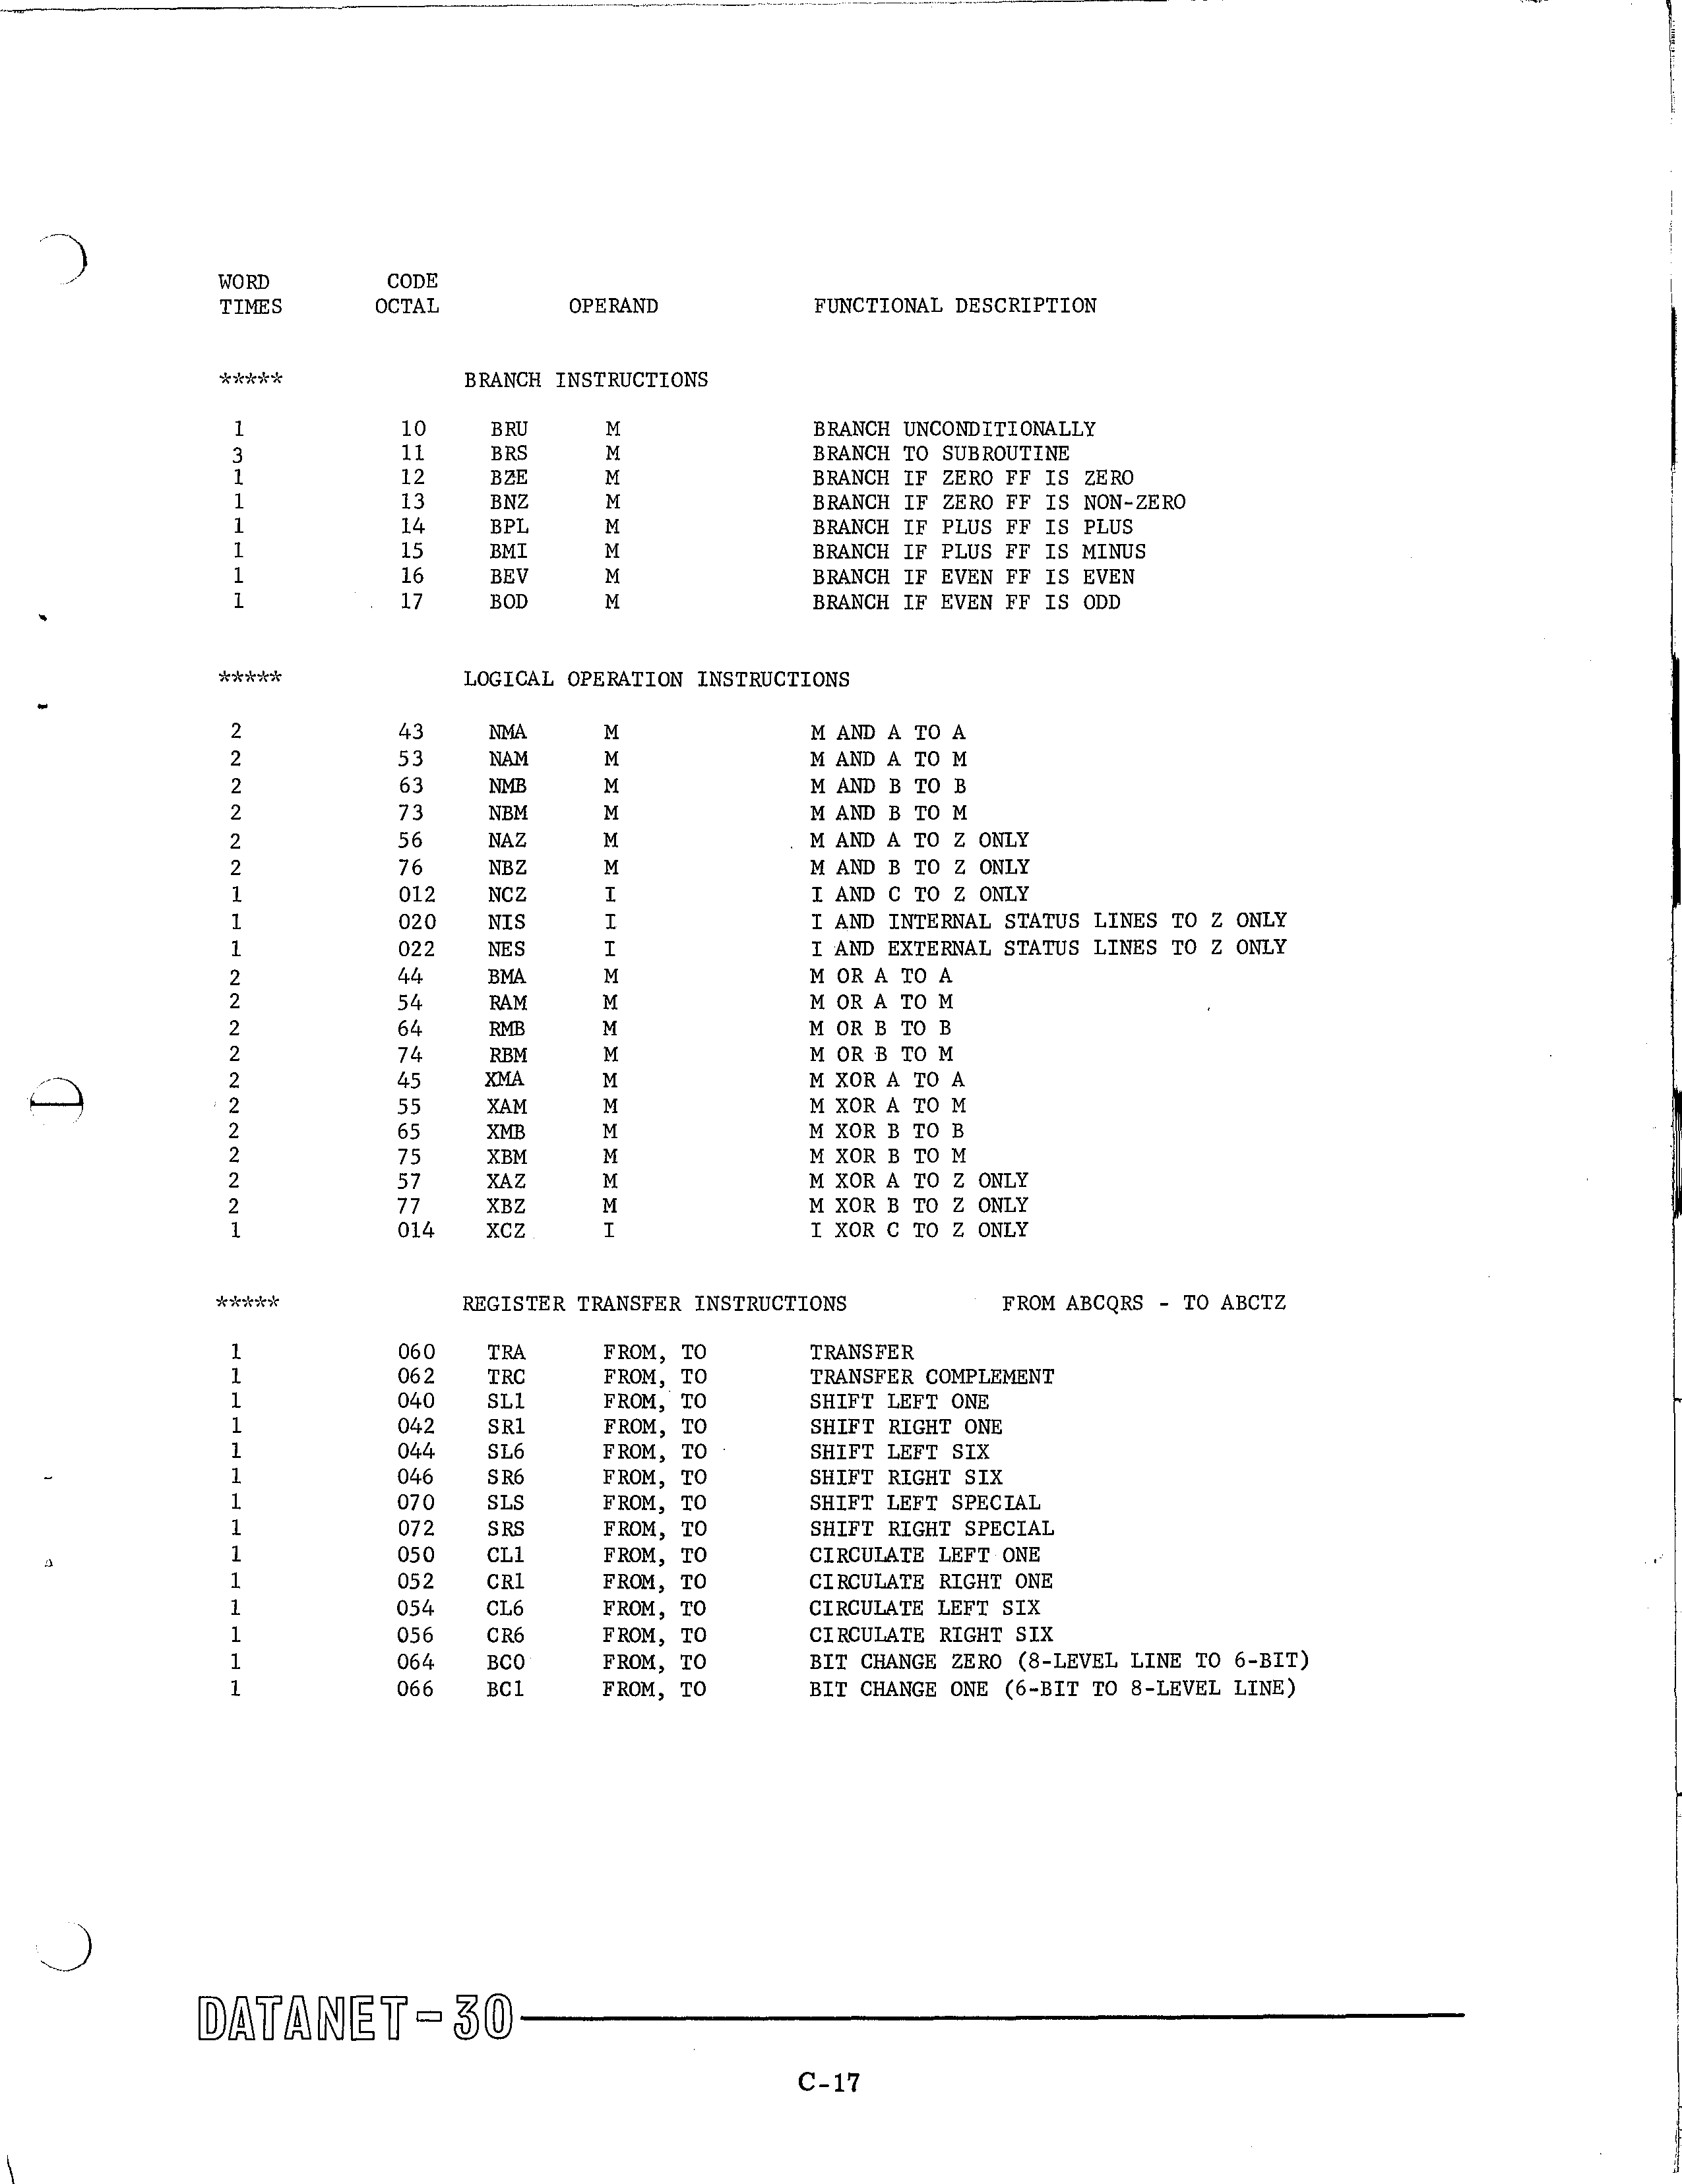 WORD CODE
TIMES OCTAL OPERAND FUNCTIONAL DESCRIPTION
***** BRANCH INSTRUCTIONS
1 10 BRU M BRANCH UNCONDITIONALLY
3 11 BRS M BRANCH TO SUBROUTINE
1 12 BZE M BRANCH IF ZERO FF IS ZERO
1 13 BNZ M BRANCH IF ZERO FF IS NON-ZERO
1 14 BPL M BRANCH IF PLUS FF IS PLUS
1 15 BMI M BRANCH IF PLUS FF IS MINUS
1 16 BEV M BRANCH IF EVEN FF IS EVEN
1 17 BOD M BRANCH IF EVEN FF IS ODD
***** LOGICAL OPERATION INSTRUCTIONS
2 43 NMA M M AND A TO A
2 53 NAM M M AND A TO M
2 63 NMB M M AND B TO B
2 73 NBM M M AND B TO M
2 56 NAZ M M AND A TO Z ONLY
2 76 NBZ M M AND B TO Z ONLY
1 012 NCZ I I AND C TO Z ONLY
1 020 NIS I I AND INTERNAL STATUS LINES TO Z ONLY
1 022 NES I I AND EXTERNAL STATUS LINES TO Z ONLY
2 44 BMA M M OR A TO A
2 54 RAM M M OR A TO M
2 64 RMB M M OR B TO B
2 74 RBM M M OR B TO M
2 45 XMA M M XOR A TO A
2 55 XAM M M XOR A TO M
2 65 XMB M M XOR B TO B
2 75 XBM M M XOR B TO M
2 57 XAZ M M XOR A TO Z ONLY
2 77 XBZ M M XOR B TO Z ONLY
1 014 XCZ I I XOR C TO Z ONLY
***** REGISTER TRANSFER INSTRUCTIONS FROM ABCQRS - TO ABCTZ
1 060 TRA FROM, TO TRANSFER
1 062 TRC FROM, TO TRANSFER COMPLEMENT
1 040 SL1 FROM, TO SHIFT LEFT ONE
1 042 SR1 FROM, TO SHIFT RIGHT ONE
1 044 SL6 FROM, TO SHIFT LEFT SIX
1 046 SR6 FROM, TO SHIFT RIGHT SIX
1 070 SLS FROM, TO SHIFT LEFT SPECIAL
1 072 SRS FROM, TO SHIFT RIGHT SPECIAL
1 050 CL1 FROM, TO CIRCULATE LEFT ONE
1 052 CR1 FROM, TO CIRCULATE RIGHT ONE
1 054 CL6 FROM, TO CIRCULATE LEFT SIX
1 056 CR6 FROM, TO CIRCULATE RIGHT SIX
1 064 BC0 FROM, TO BIT CHANGE ZERO (8-LEVEL LINE TO 6-BIT)
1 066 BC1 FROM, TO BIT CHANGE ONE (6-BIT TO 8-LEVEL LINE)
DATANET-30
C-17